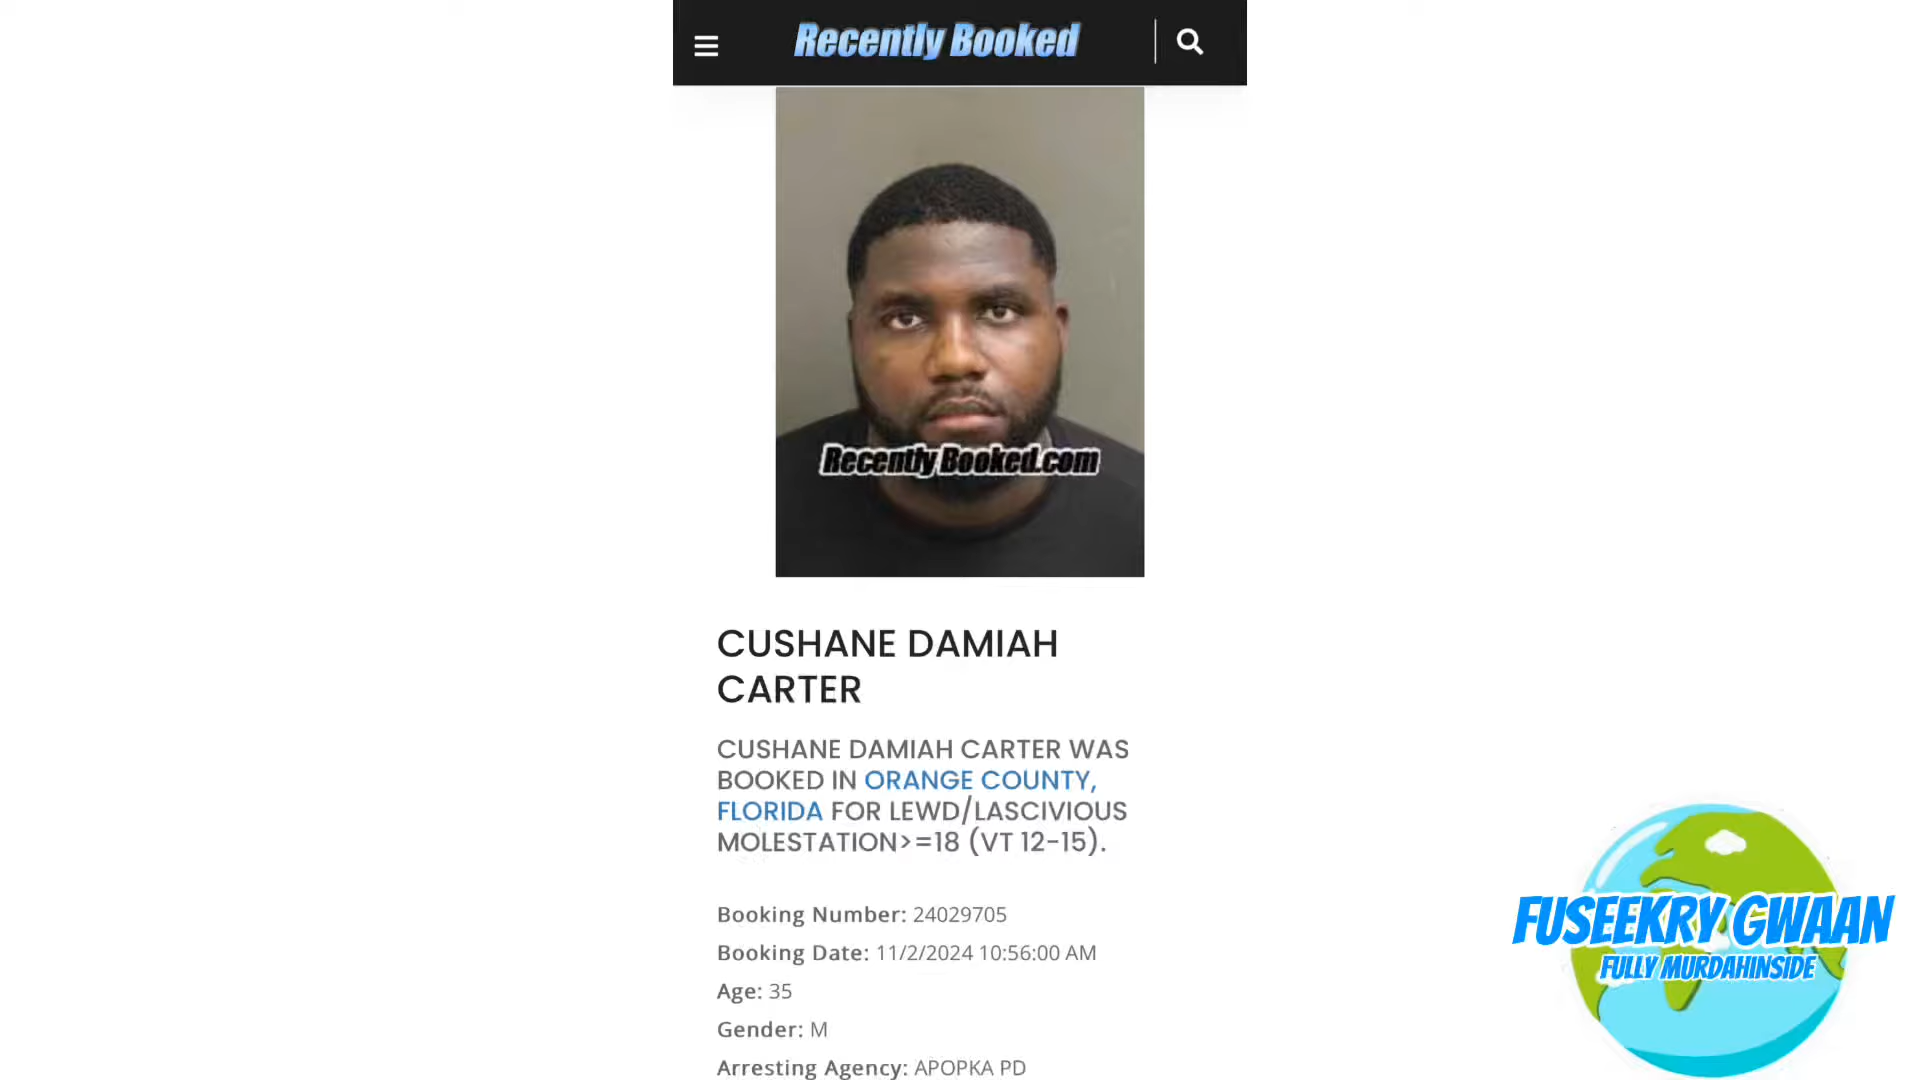 Recently Booked
Recently Booked.com
CUSHANE DAMIAH
CARTER
CUSHANE DAMIAH CARTER WAS
BOOKED IN ORANGE COUNTY,
FLORIDA FOR LEWD/LASCIVIOUS
MOLESTATION>=18 (VT 12-15).
Booking Number: 24029705
Booking Date: 11/2/2024 10:56:00 AM
Age: 35
Gender: M
Arresting Agency: APOPKA PD
FUSEEKRY GWAAN
FULLY MURDAHINSIDE